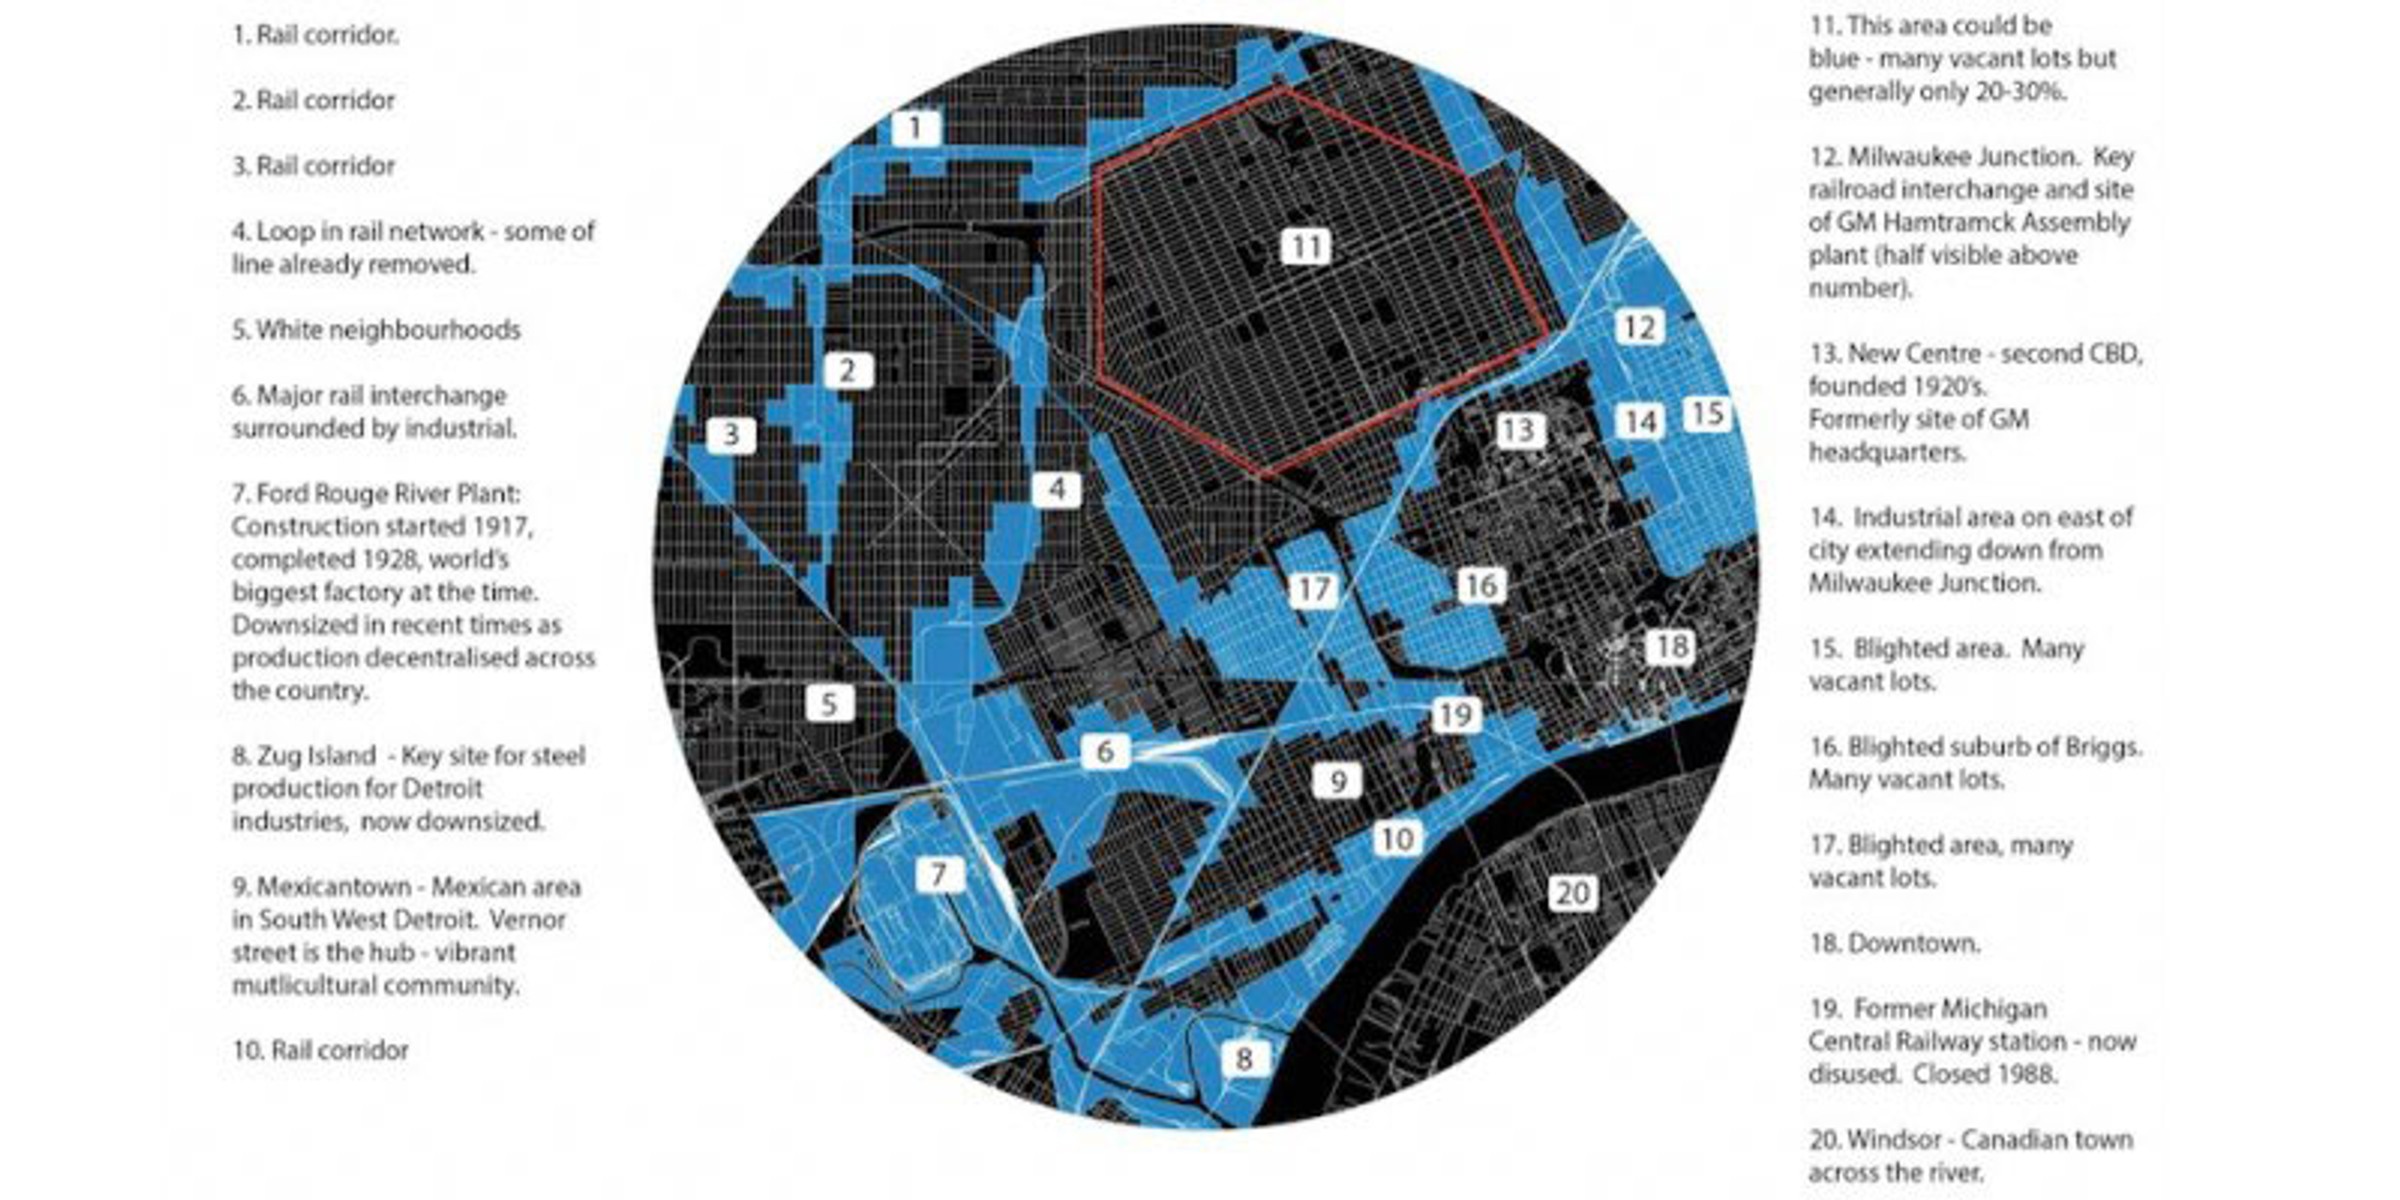 1. Rail corridor.
2. Rail corridor
3. Rail corridor
4. Loop in rail network - some of
line already removed.
5. White neighbourhoods
6. Major rail interchange
surrounded by industrial.
7. Ford Rouge River Plant:
Construction started 1917,
completed 1928, world's
biggest factory at the time.
Downsized in recent times as
production decentralised across
the country.
8. Zug Island - Key site for steel
production for Detroit
industries, now downsized.
9. Mexicantown - Mexican area
in South West Detroit. Vernor
street is the hub - vibrant
mutlicultural community.
10. Rail corridor
1
2
3
4
5
6
7
8
9
10
11
12
13
14
15
16
17
18
19
20
11. This area could be
blue - many vacant lots but
generally only 20-30%.
12. Milwaukee Junction. Key
railroad interchange and site
of GM Hamtramck Assembly
plant (half visible above
number).
13. New Centre - second CBD,
founded 1920's.
Formerly site of GM
headquarters.
14. Industrial area on east of
city extending down from
Milwaukee Junction.
15. Blighted area. Many
vacant lots.
16. Blighted suburb of Briggs.
Many vacant lots.
17. Blighted area, many
vacant lots.
18. Downtown.
19. Former Michigan
Central Railway station - now
disused. Closed 1988.
20. Windsor - Canadian town
across the river.